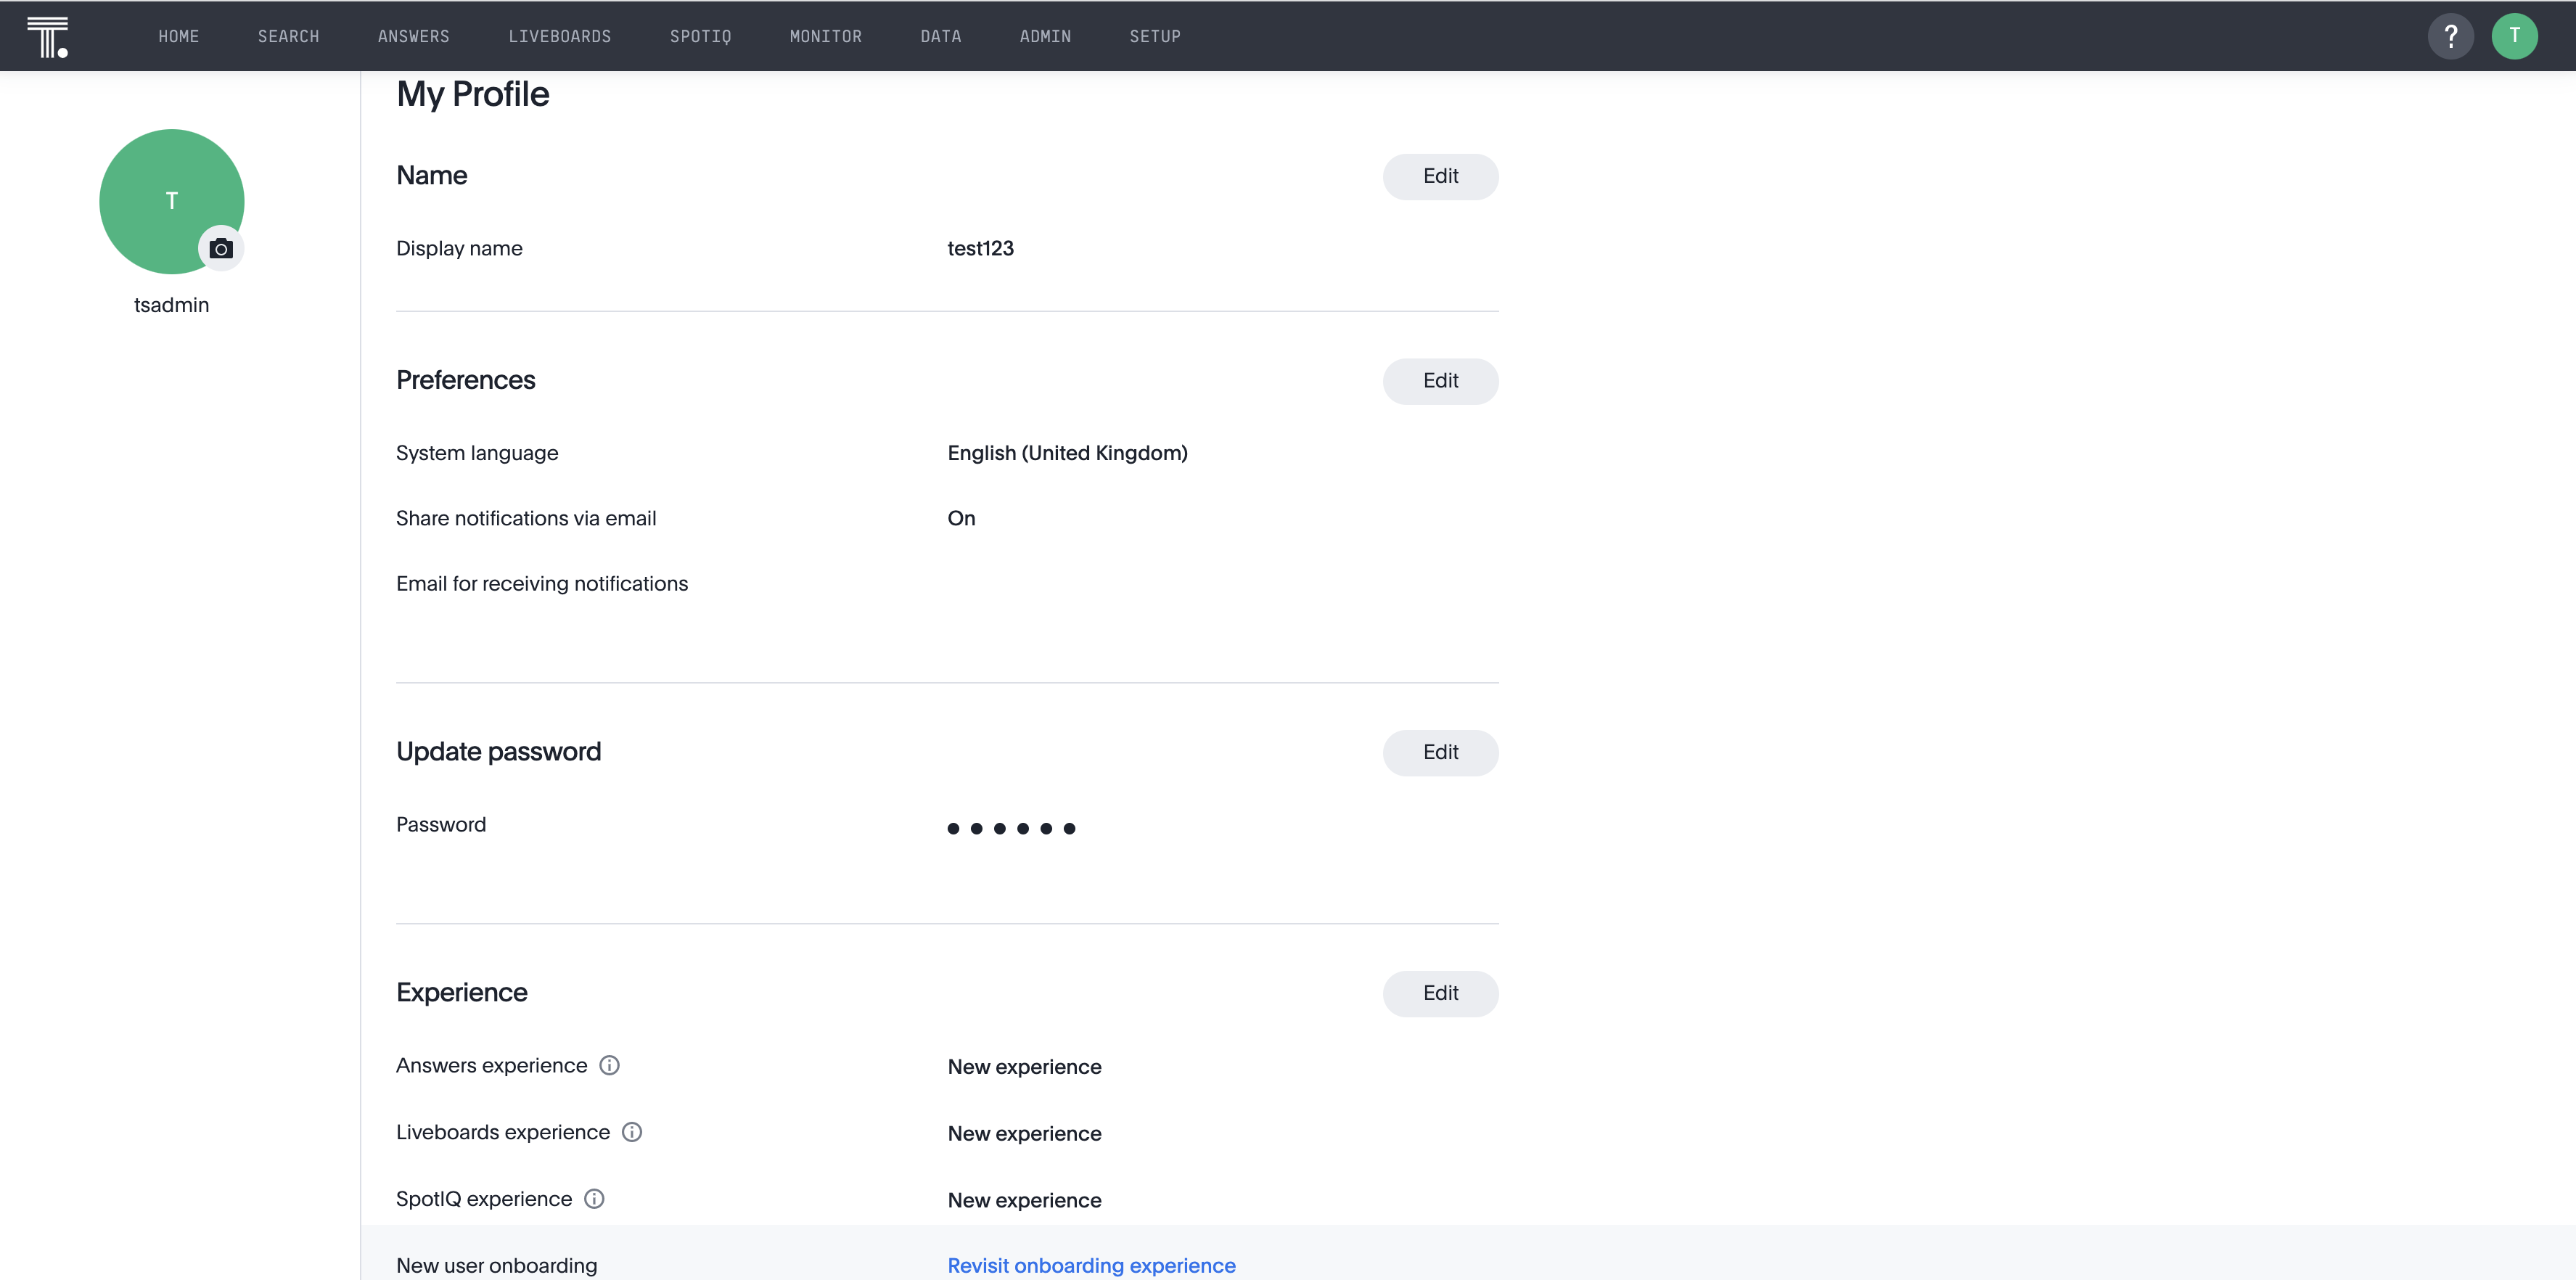 HOME SEARCH ANSWERS LIVEBOARDS SPOTIQ MONITOR DATA ADMIN SETUP ? T
My Profile
T
tsadmin
Name Edit
Display name test123
Preferences Edit
System language English (United Kingdom)
Share notifications via email On
Email for receiving notifications
Update password Edit
Password ••••••
Experience Edit
Answers experience New experience
Liveboards experience New experience
SpotIQ experience New experience
New user onboarding Revisit onboarding experience